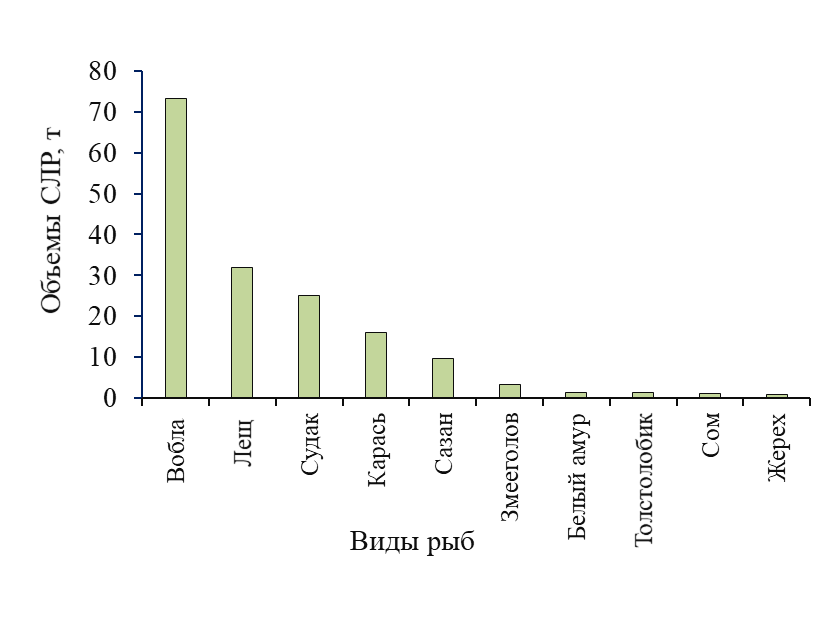 Объемы СЛР, т
80
70
60
50
40
30
20
10
0
Вобла
Лещ
Судак
Карась
Сазан
Змееголов
Белый амур
Толстолобик
Сом
Жерех
Виды рыб